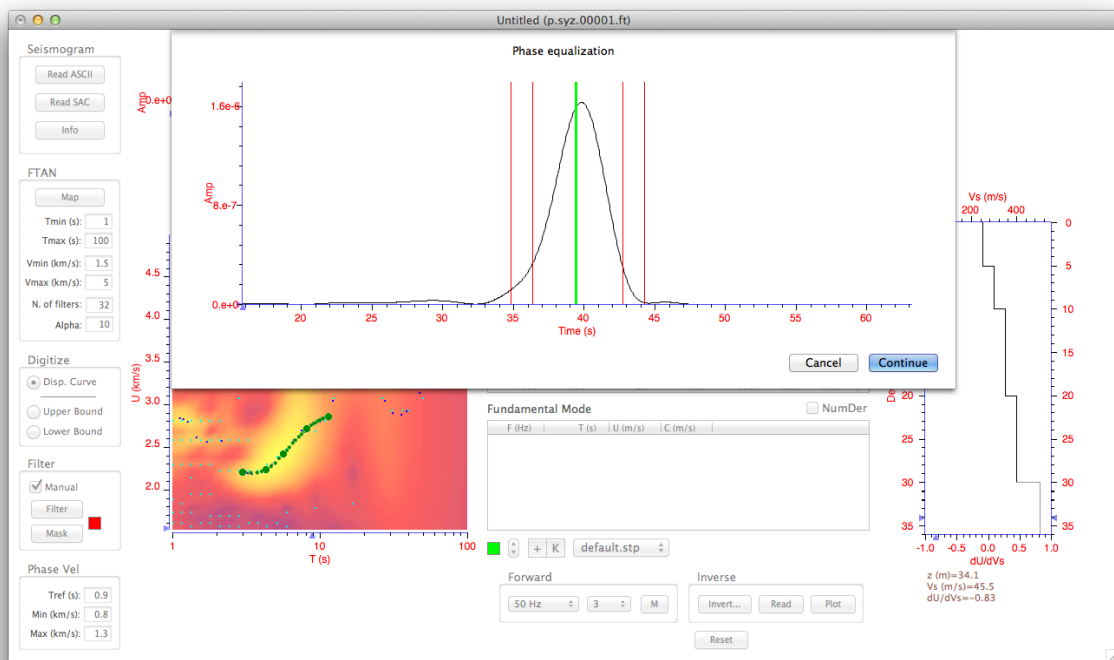 Untitled (p.syz.00001.ft)
Seismogram
Read ASCII
Read SAC
Info
FTAN
Map
Tmin (s): 1
Tmax (s): 100
Vmin (km/s): 1.5
Vmax (km/s): 5
N. of filters: 32
Alpha: 10
Digitize
Disp. Curve
Upper Bound
Lower Bound
Filter
Manual
Filter
Mask
Phase Vel
Tref (s): 0.9
Min (km/s): 0.8
Max (km/s): 1.3
Amp
0.e+0
Phase equalization
1.6e-6
8.e-7
0.e+0
Amp
20 25 30 35 40 45 50 55 60
Time (s)
Cancel
Continue
4.5
4.0
3.5
3.0
2.5
2.0
U (km/s)
1 10 100
T (s)
Fundamental Mode
NumDer
F (Hz) T (s) U (m/s) C (m/s)
+ K default.stp
Forward
50 Hz 3 M
Inverse
Invert... Read Plot
Reset
Vs (m/s)
200 400
0
5
10
15
20
25
30
35
20
25
30
35
-1.0 -0.5 0.0 0.5 1.0
dU/dVs
z (m)=34.1
Vs (m/s)=45.5
dU/dVs=-0.83